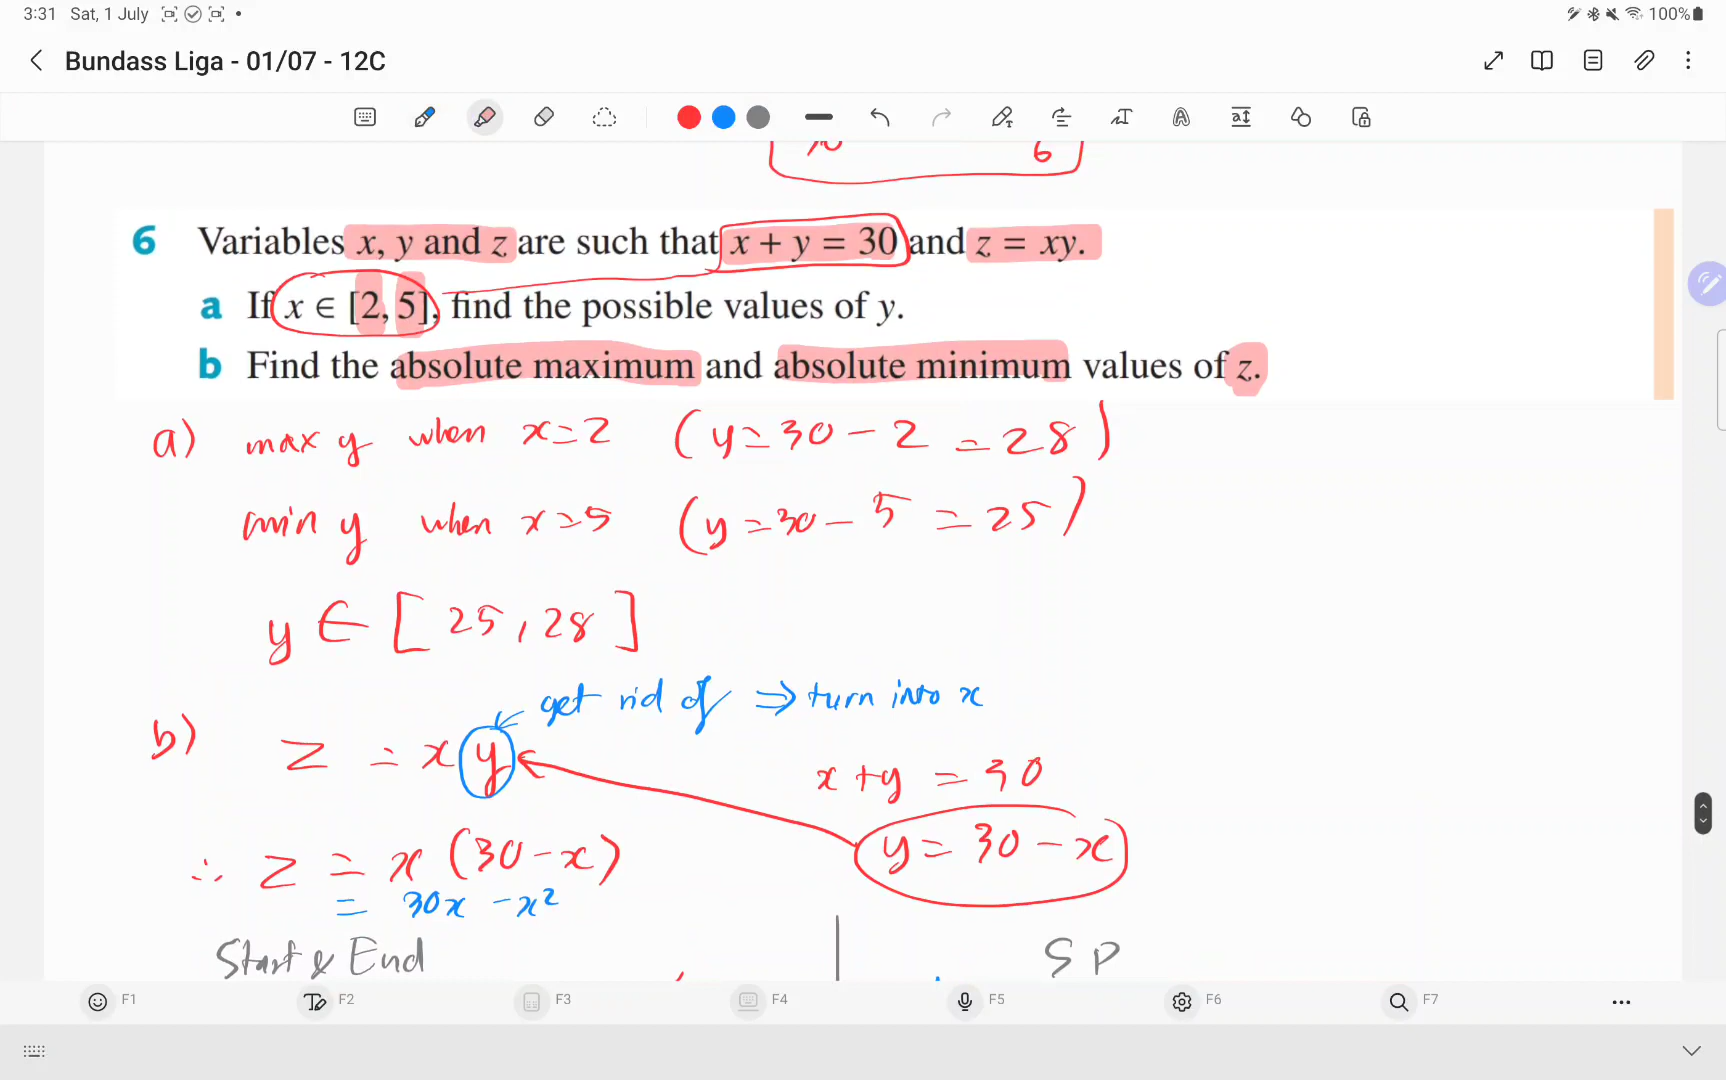 3:31 Sat, 1 July
100%
Bundass Liga - 01/07 - 12C
6
6 Variables x, y and z are such that x + y = 30 and z = xy.
a If x ∈ [2, 5], find the possible values of y.
b Find the absolute maximum and absolute minimum values of z.
a) max y when x=2 (y=30-2=28)
min y when x=5 (y=30-5=25)
y ∈ [25,28]
get rid of ⇒ turn into x
b) z = xy
x+y = 30
y = 30-x
∴ z = x(30-x)
= 30x - x²
Start & End
SP
F1 F2 F3 F4 F5 F6 F7